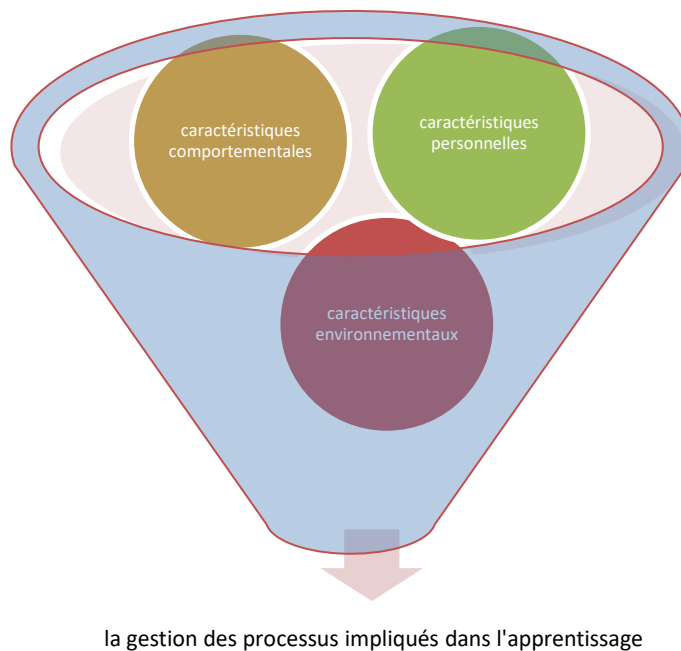 caractéristiques
comportementales
caractéristiques
personnelles
caractéristiques
environnementaux
la gestion des processus impliqués dans l'apprentissage